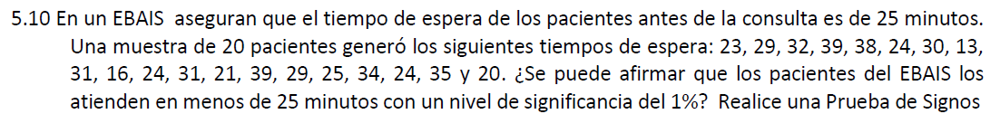 5.10 En un EBAIS aseguran que el tiempo de espera de los pacientes antes de la consulta es de 25 minutos.
Una muestra de 20 pacientes generó los siguientes tiempos de espera: 23, 29, 32, 39, 38, 24, 30, 13,
31, 16, 24, 31, 21, 39, 29, 25, 34, 24, 35 y 20. ¿Se puede afirmar que los pacientes del EBAIS los
atienden en menos de 25 minutos con un nivel de significancia del 1%? Realice una Prueba de Signos